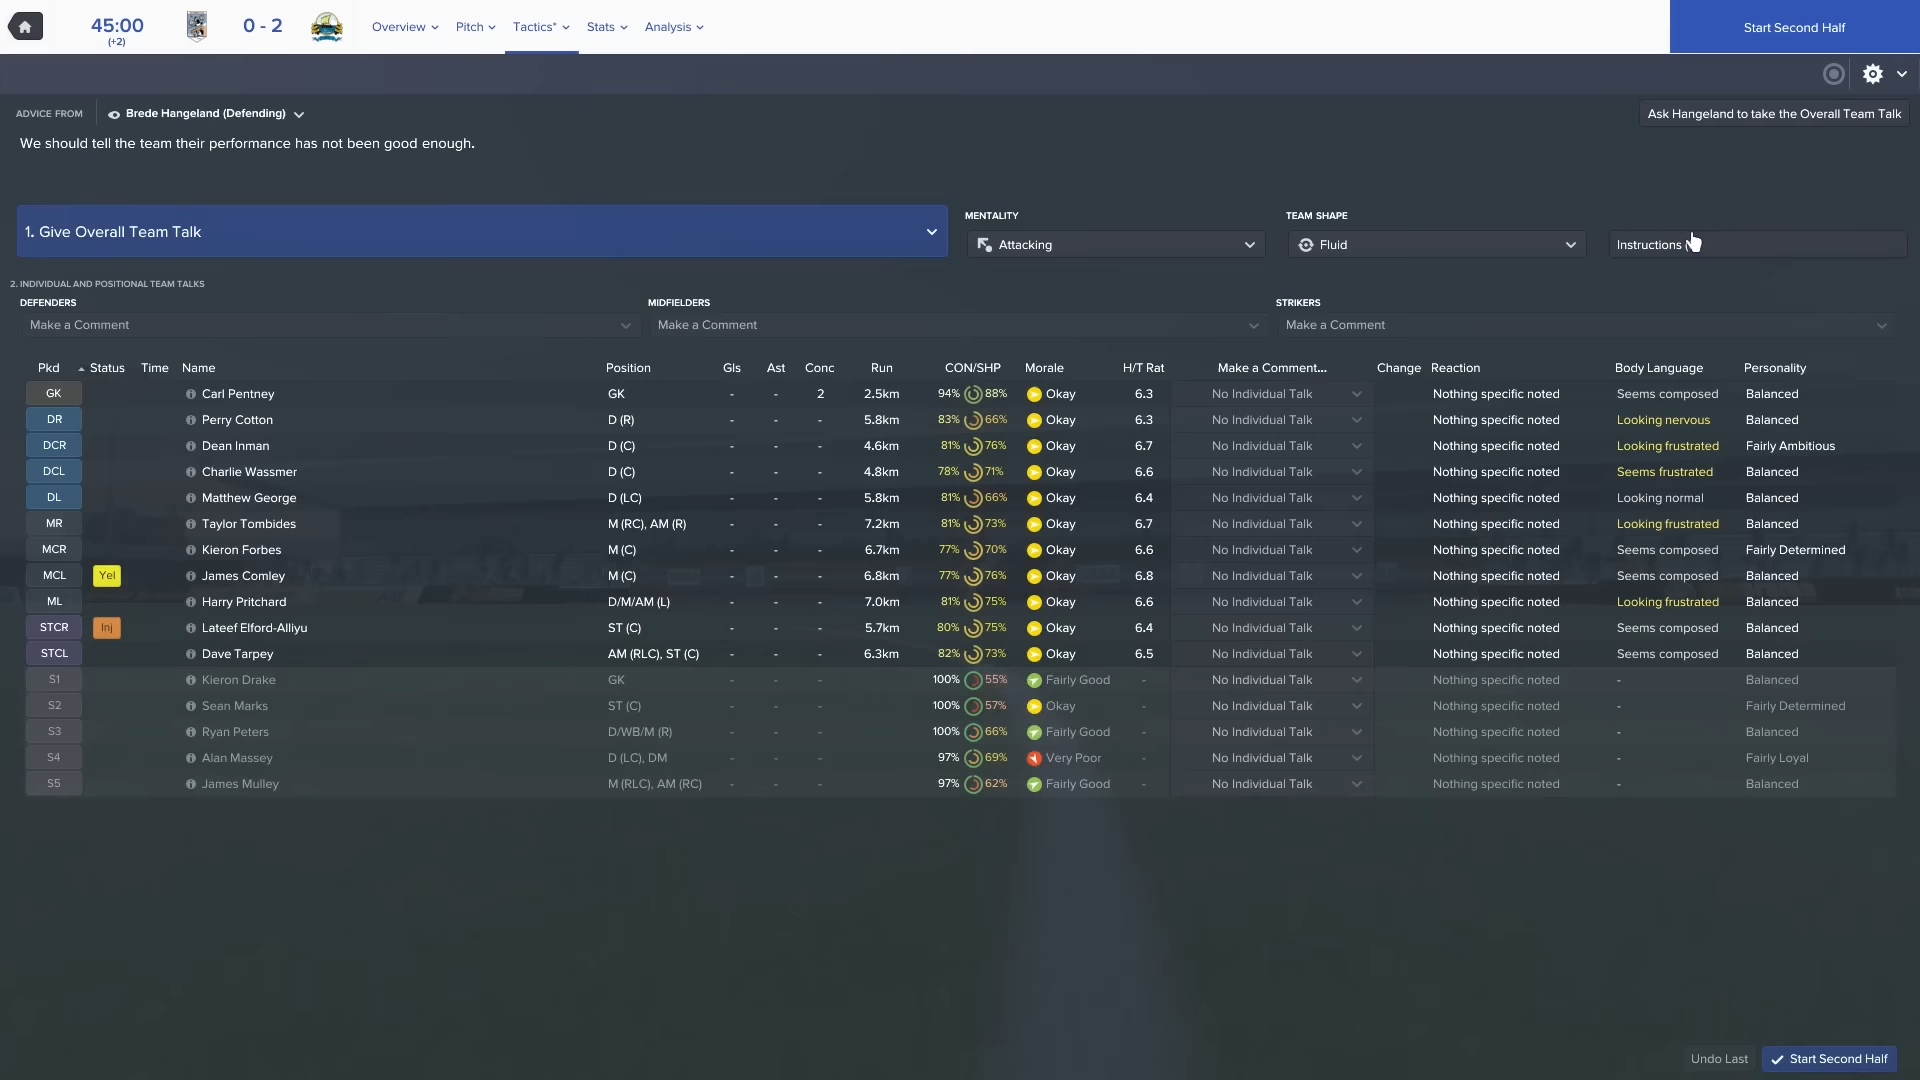 45:00
(+2)
0 - 2
Overview
Pitch
Tactics*
Stats
Analysis
Start Second Half
ADVICE FROM
Brede Hangeland (Defending)
Ask Hangeland to take the Overall Team Talk
We should tell the team their performance has not been good enough.
1. Give Overall Team Talk
MENTALITY
Attacking
TEAM SHAPE
Fluid
Instructions
2. INDIVIDUAL AND POSITIONAL TEAM TALKS
DEFENDERS MIDFIELDERS STRIKERS
Make a Comment Make a Comment Make a Comment
Pkd Status Time Name Position Gls Ast Conc Run CON/SHP Morale H/T Rat Make a Comment... Change Reaction Body Language Personality
GK Carl Pentney GK - - 2 2.5km 94% 88% Okay 6.3 No Individual Talk Nothing specific noted Seems composed Balanced
DR Perry Cotton D (R) - - - 5.8km 83% 66% Okay 6.3 No Individual Talk Nothing specific noted Looking nervous Balanced
DCR Dean Inman D (C) - - - 4.6km 81% 76% Okay 6.7 No Individual Talk Nothing specific noted Looking frustrated Fairly Ambitious
DCL Charlie Wassmer D (C) - - - 4.8km 78% 71% Okay 6.6 No Individual Talk Nothing specific noted Seems frustrated Balanced
DL Matthew George D (LC) - - - 5.8km 81% 66% Okay 6.4 No Individual Talk Nothing specific noted Looking normal Balanced
MR Taylor Tombides M (RC), AM (R) - - - 7.2km 81% 73% Okay 6.7 No Individual Talk Nothing specific noted Looking frustrated Balanced
MCR Kieron Forbes M (C) - - - 6.7km 77% 70% Okay 6.6 No Individual Talk Nothing specific noted Seems composed Fairly Determined
MCL Yel James Comley M (C) - - - 6.8km 77% 76% Okay 6.8 No Individual Talk Nothing specific noted Seems composed Balanced
ML Harry Pritchard D/M/AM (L) - - - 7.0km 81% 75% Okay 6.6 No Individual Talk Nothing specific noted Looking frustrated Balanced
STCR Inj Lateef Elford-Alliyu ST (C) - - - 5.7km 80% 75% Okay 6.4 No Individual Talk Nothing specific noted Seems composed Balanced
STCL Dave Tarpey AM (RLC), ST (C) - - - 6.3km 82% 73% Okay 6.5 No Individual Talk Nothing specific noted Seems composed Balanced
S1 Kieron Drake GK - - - 100% 55% Fairly Good - No Individual Talk Nothing specific noted - Balanced
S2 Sean Marks ST (C) - - - 100% 57% Okay - No Individual Talk Nothing specific noted - Fairly Determined
S3 Ryan Peters D/WB/M (R) - - - 100% 66% Fairly Good - No Individual Talk Nothing specific noted - Balanced
S4 Alan Massey D (LC), DM - - - 97% 69% Very Poor - No Individual Talk Nothing specific noted - Fairly Loyal
S5 James Mulley M (RLC), AM (RC) - - - 97% 62% Fairly Good - No Individual Talk Nothing specific noted - Balanced
Undo Last
Start Second Half